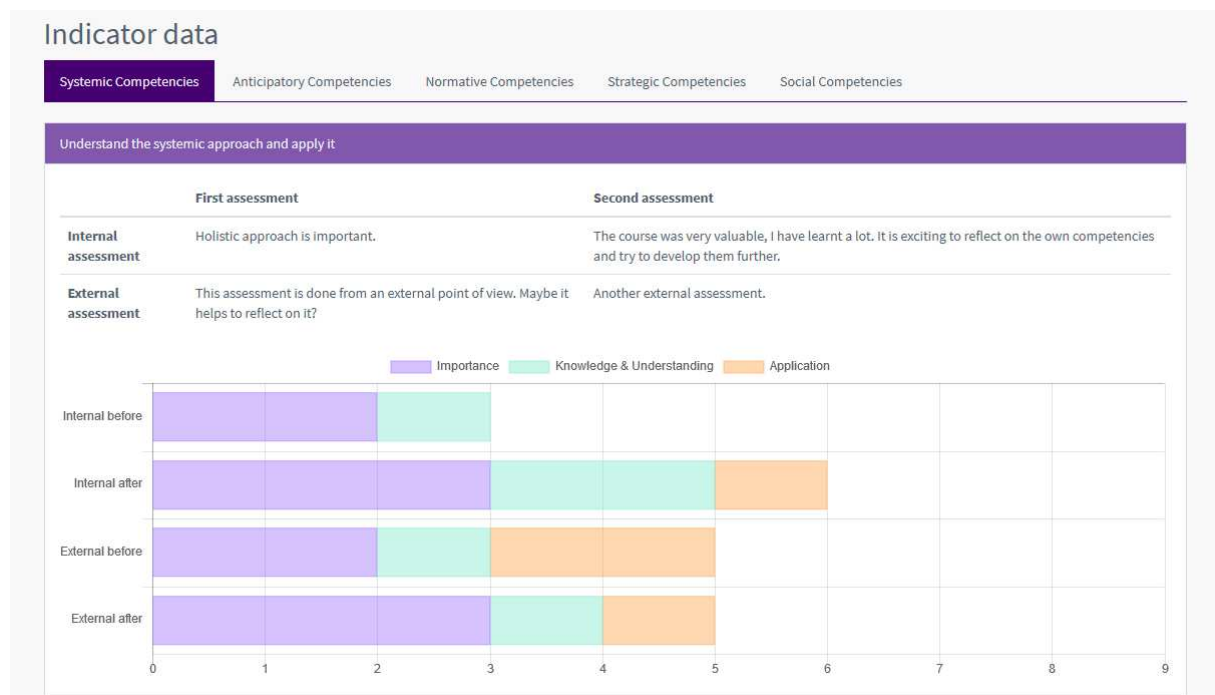 Indicator data
Systemic Competencies Anticipatory Competencies Normative Competencies Strategic Competencies Social Competencies
Understand the systemic approach and apply it
First assessment Second assessment
Internal assessment
Holistic approach is important.
The course was very valuable, I have learnt a lot. It is exciting to reflect on the own competencies
and try to develop them further.
External assessment
This assessment is done from an external point of view. Maybe it
helps to reflect on it?
Another external assessment.
Importance Knowledge & Understanding Application
Internal before
Internal after
External before
External after
0 1 2 3 4 5 6 7 8 9